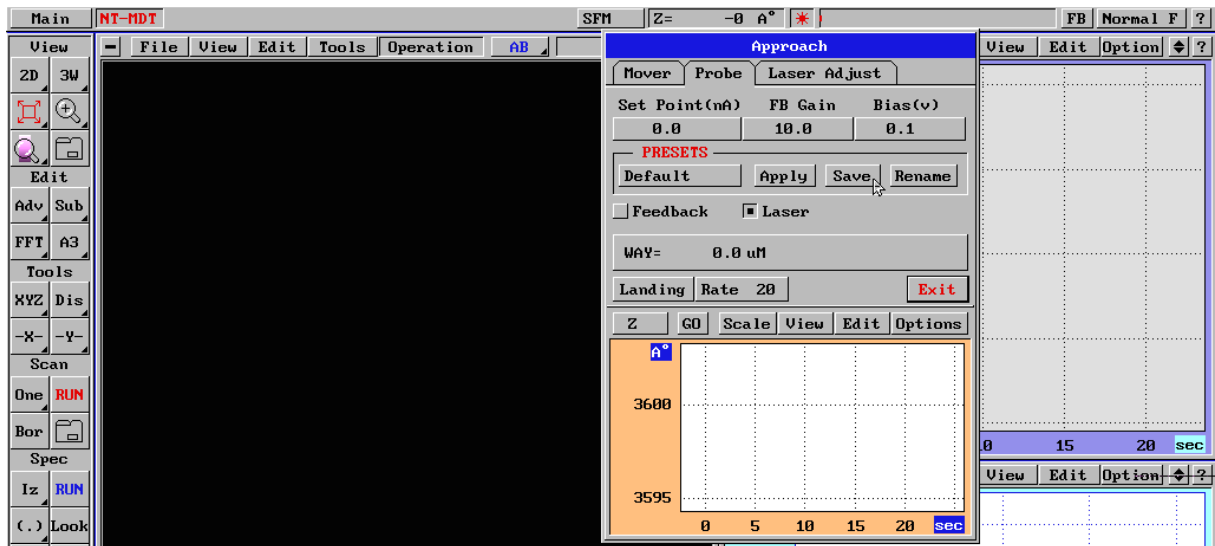 Main NT-MDT SFM Z= -0 A° FB Normal F ?
View
2D 3W
Edit
Adv Sub
FFT A3
Tools
XYZ Dis
-X- -Y-
Scan
One RUN
Bor
Spec
Iz RUN
(.) Look
- File View Edit Tools Operation AB
Approach
Mover Probe Laser Adjust
Set Point(nA) FB Gain Bias(v)
0.0 10.0 0.1
PRESETS
Default Apply Save Rename
Feedback Laser
WAY= 0.0 uM
Landing Rate 20 Exit
Z GO Scale View Edit Options
A°
3600
3595
0 5 10 15 20 sec
View Edit Option ?
15 20 sec
View Edit Option ?